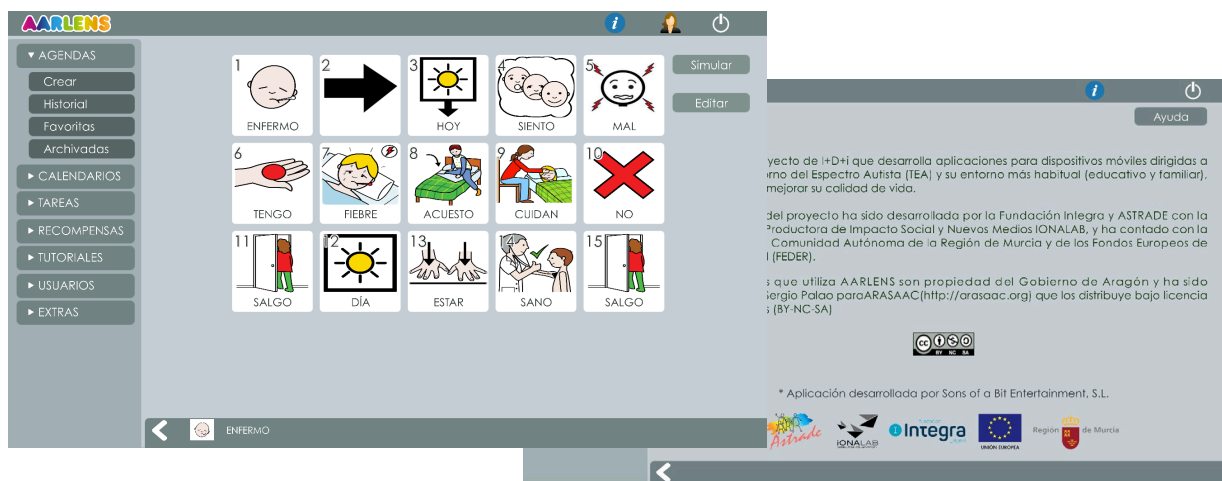 AARLENS
i
▼ AGENDAS
Crear
Historial
Favoritas
Archivadas
► CALENDARIOS
► TAREAS
► RECOMPENSAS
► TUTORIALES
► USUARIOS
► EXTRAS
1
ENFERMO
2
3
HOY
4
SIENTO
5
MAL
6
TENGO
7
FIEBRE
8
ACUESTO
9
CUIDAN
10
NO
11
SALGO
12
DÍA
13
ESTAR
14
SANO
15
SALGO
Simular
Editar
ENFERMO
i
Ayuda
yecto de I+D+i que desarrolla aplicaciones para dispositivos móviles dirigidas a
rno del Espectro Autista (TEA) y su entorno más habitual (educativo y familiar),
mejorar su calidad de vida.
del proyecto ha sido desarrollada por la Fundación Integra y ASTRADE con la
Productora de Impacto Social y Nuevos Medios IONALAB, y ha contado con la
Comunidad Autónoma de la Región de Murcia y de los Fondos Europeos de
l (FEDER).
s que utiliza AARLENS son propiedad del Gobierno de Aragón y ha sido
Sergio Palao paraARASAAC(http://arasaac.org) que los distribuye bajo licencia
s (BY-NC-SA)
cc
BY NC SA
* Aplicación desarrollada por Sons of a Bit Entertainment, S.L.
Astrade
iONALAB
Integra
UNIÓN EUROPEA
Región de Murcia